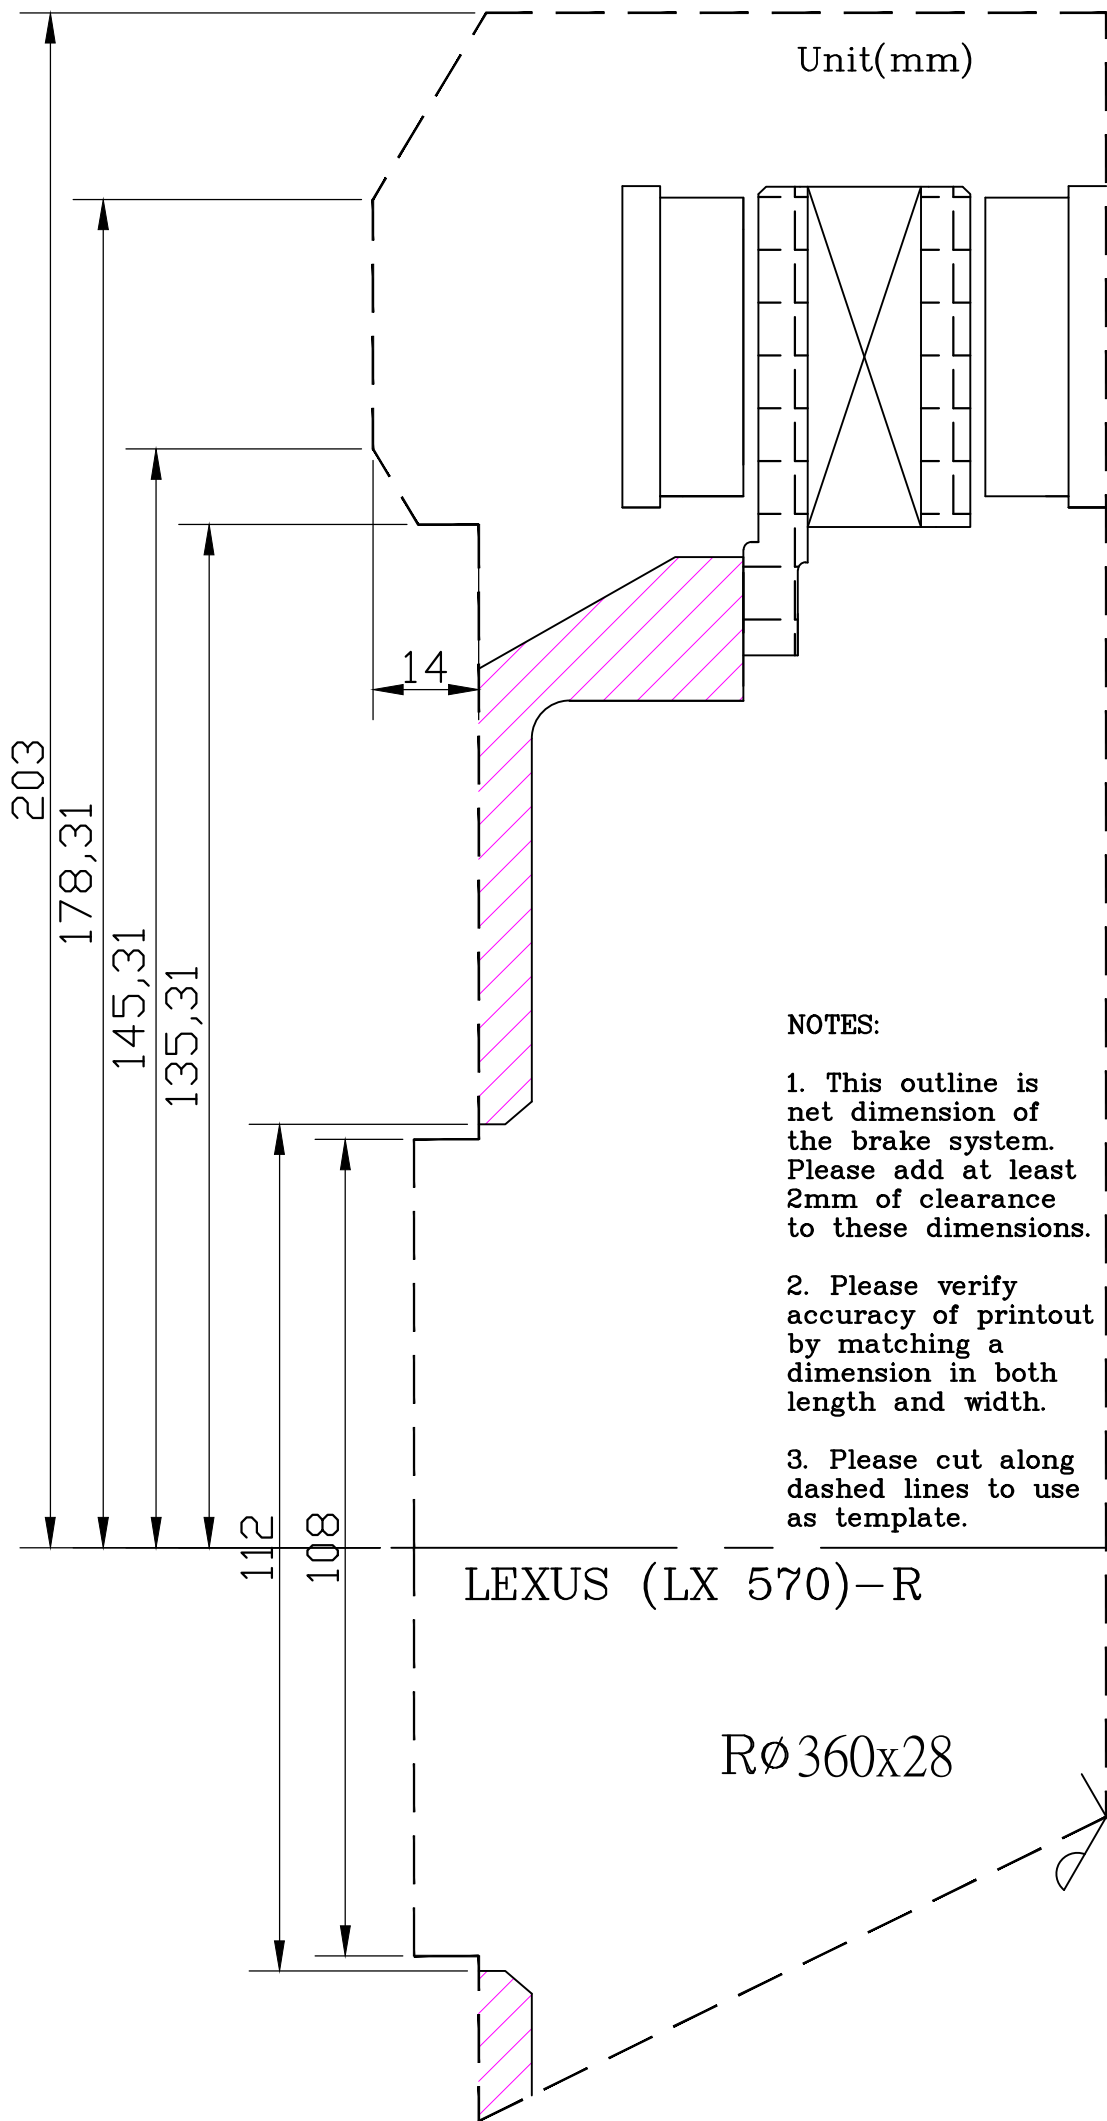 Unit(mm)
14
203
178,31
145,31
135,31
NOTES:
1. This outline is
net dimension of
the brake system.
Please add at least
2mm of clearance
to these dimensions.
2. Please verify
accuracy of printout
by matching a
dimension in both
length and width.
3. Please cut along
dashed lines to use
as template.
112
108
LEXUS (LX 570)-R
RØ360x28